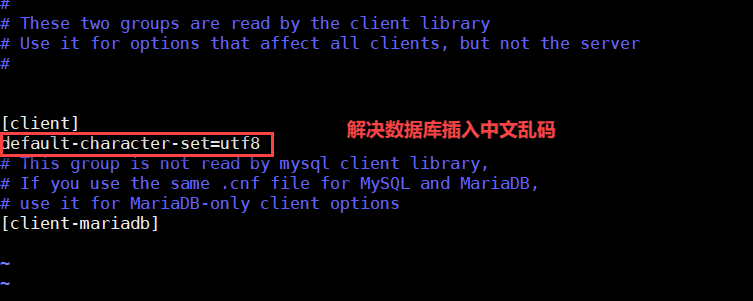 #
# These two groups are read by the client library
# Use it for options that affect all clients, but not the server
#
[client]
default-character-set=utf8
解决数据库插入中文乱码
# This group is not read by mysql client library,
# If you use the same .cnf file for MySQL and MariaDB,
# use it for MariaDB-only client options
[client-mariadb]
~
~